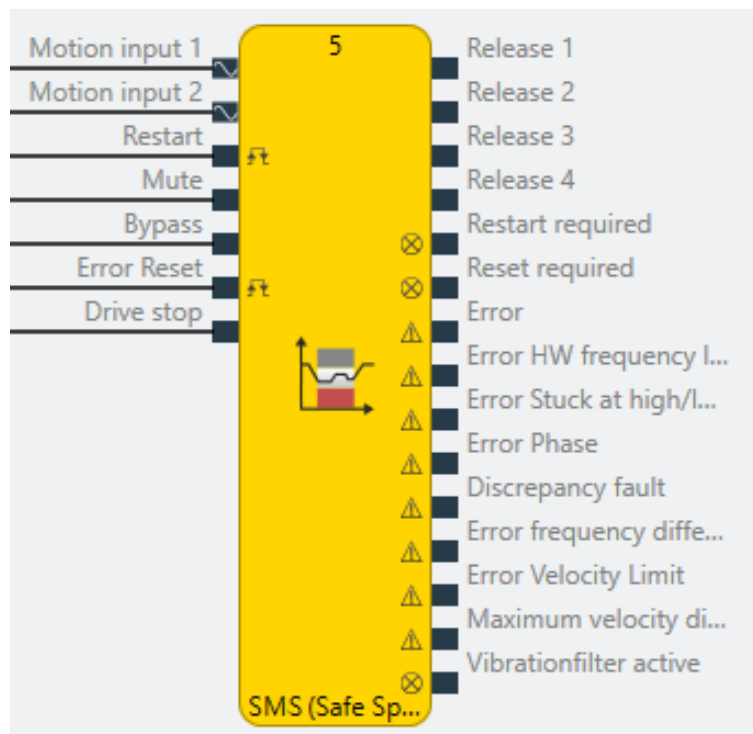 5
Motion input 1
Motion input 2
Restart
Mute
Bypass
Error Reset
Drive stop
Release 1
Release 2
Release 3
Release 4
Restart required
Reset required
Error
Error HW frequency l...
Error Stuck at high/l...
Error Phase
Discrepancy fault
Error frequency diffe...
Error Velocity Limit
Maximum velocity di...
Vibrationfilter active
SMS (Safe Sp...